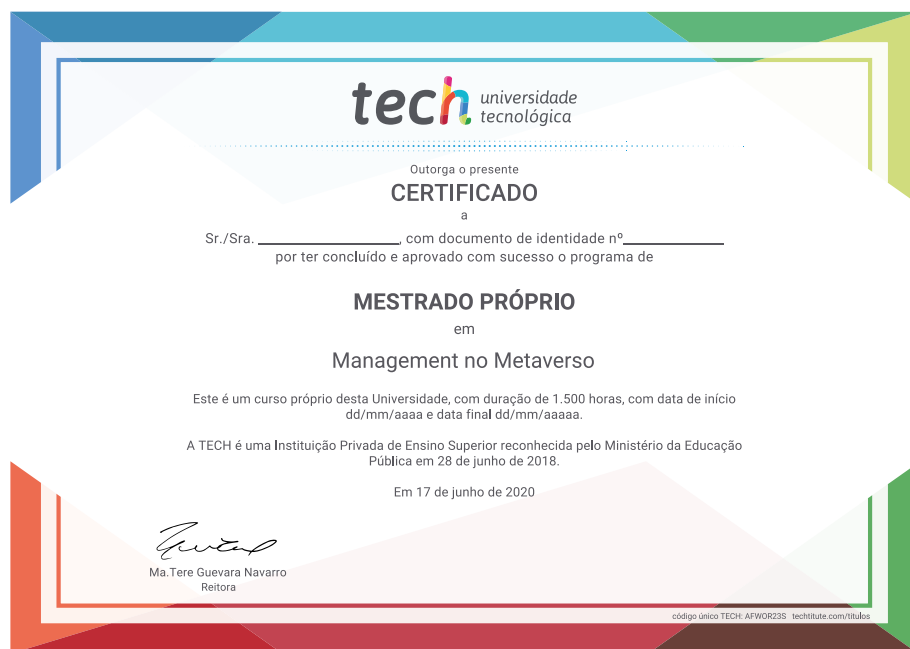 tech universidade
tecnológica
Outorga o presente
CERTIFICADO
a
Sr./Sra. ____________________, com documento de identidade nº______________
por ter concluído e aprovado com sucesso o programa de
MESTRADO PRÓPRIO
em
Management no Metaverso
Este é um curso próprio desta Universidade, com duração de 1.500 horas, com data de início
dd/mm/aaaa e data final dd/mm/aaaaa.
A TECH é uma Instituição Privada de Ensino Superior reconhecida pelo Ministério da Educação
Pública em 28 de junho de 2018.
Em 17 de junho de 2020
Ma.Tere Guevara Navarro
Reitora
código único TECH: AFWOR23S techtitute.com/titulos